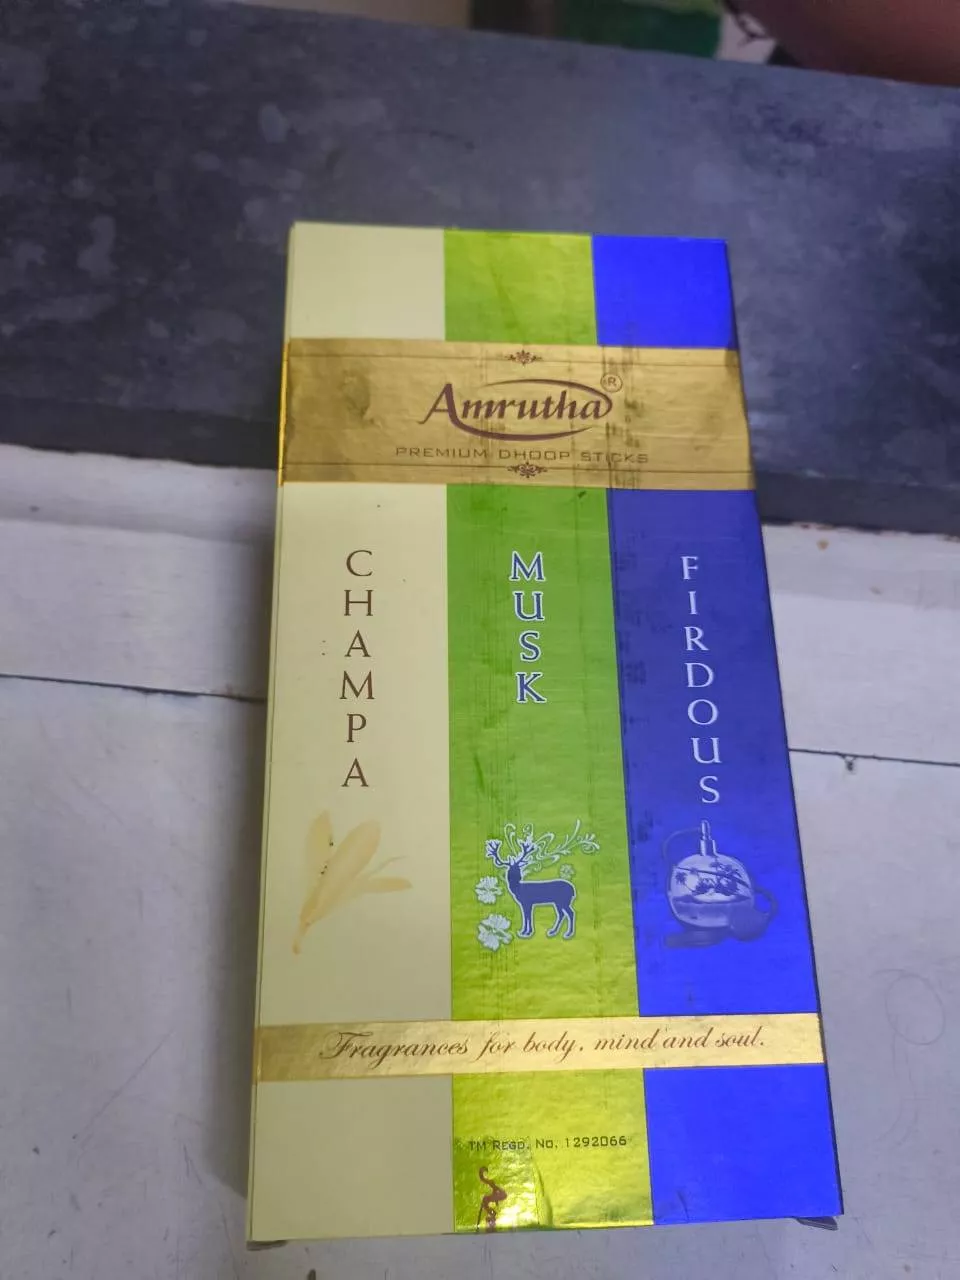 Amrutha®
PREMIUM DHOOP STICKS
CHAMPA
MUSK
FIRDOUS
Fragrances for body, mind and soul.
TM REGD. NO. 1292066